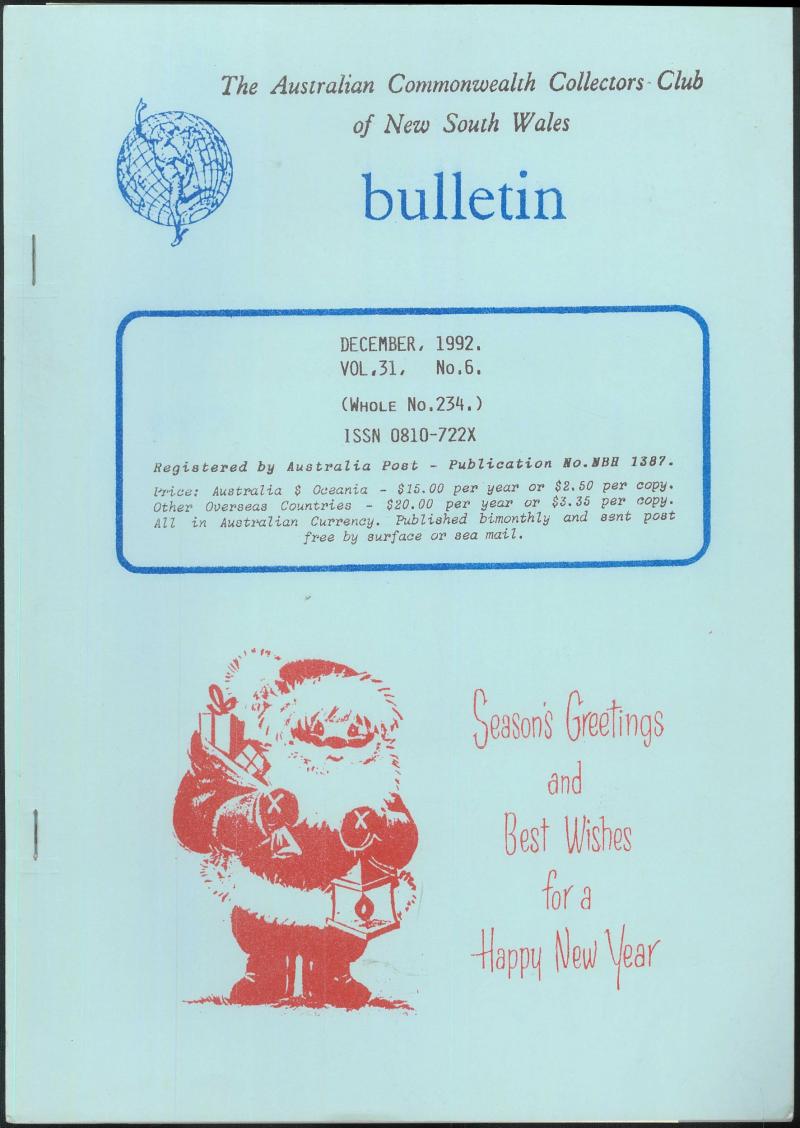 The Australian Commonwealth Collectors Club
of New South Wales
bulletin
DECEMBER, 1992.
VOL.31, No.6.
(WHOLE No.234.)
ISSN 0810-722X
Registered by Australia Post - Publication No.NBH 1387.
Price: Australia $ Oceania - $15.00 per year or $2.50 per copy.
Other Overseas Countries - $20.00 per year or $3.35 per copy.
All in Australian Currency. Published bimonthly and sent post
free by surface or sea mail.
Season's Greetings
and
Best Wishes
for a
Happy New Year